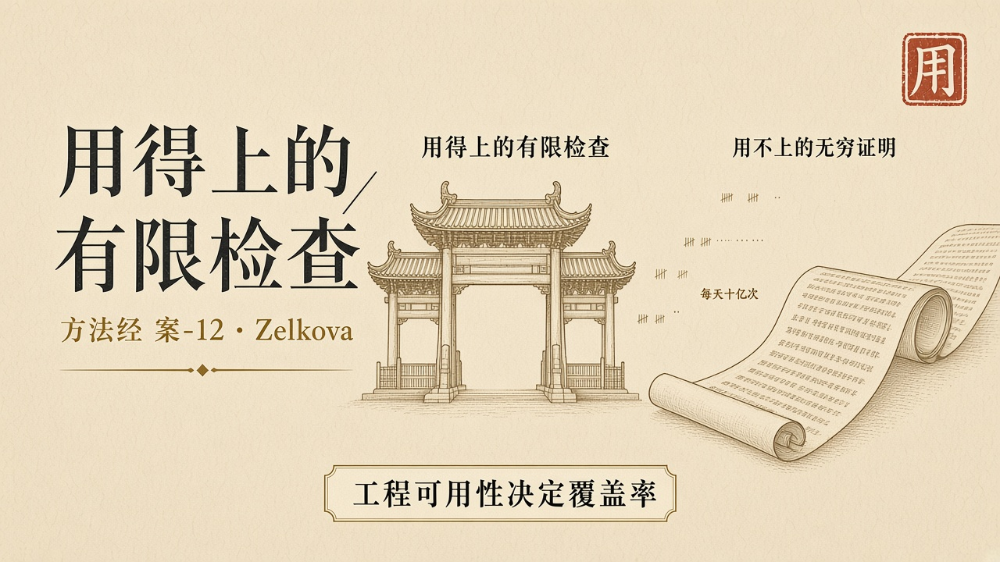 用
用得上的
有限检查
方法经 案-12・Zelkova
用得上的有限检查
用不上的无穷证明
每天十亿次
工程可用性决定覆盖率